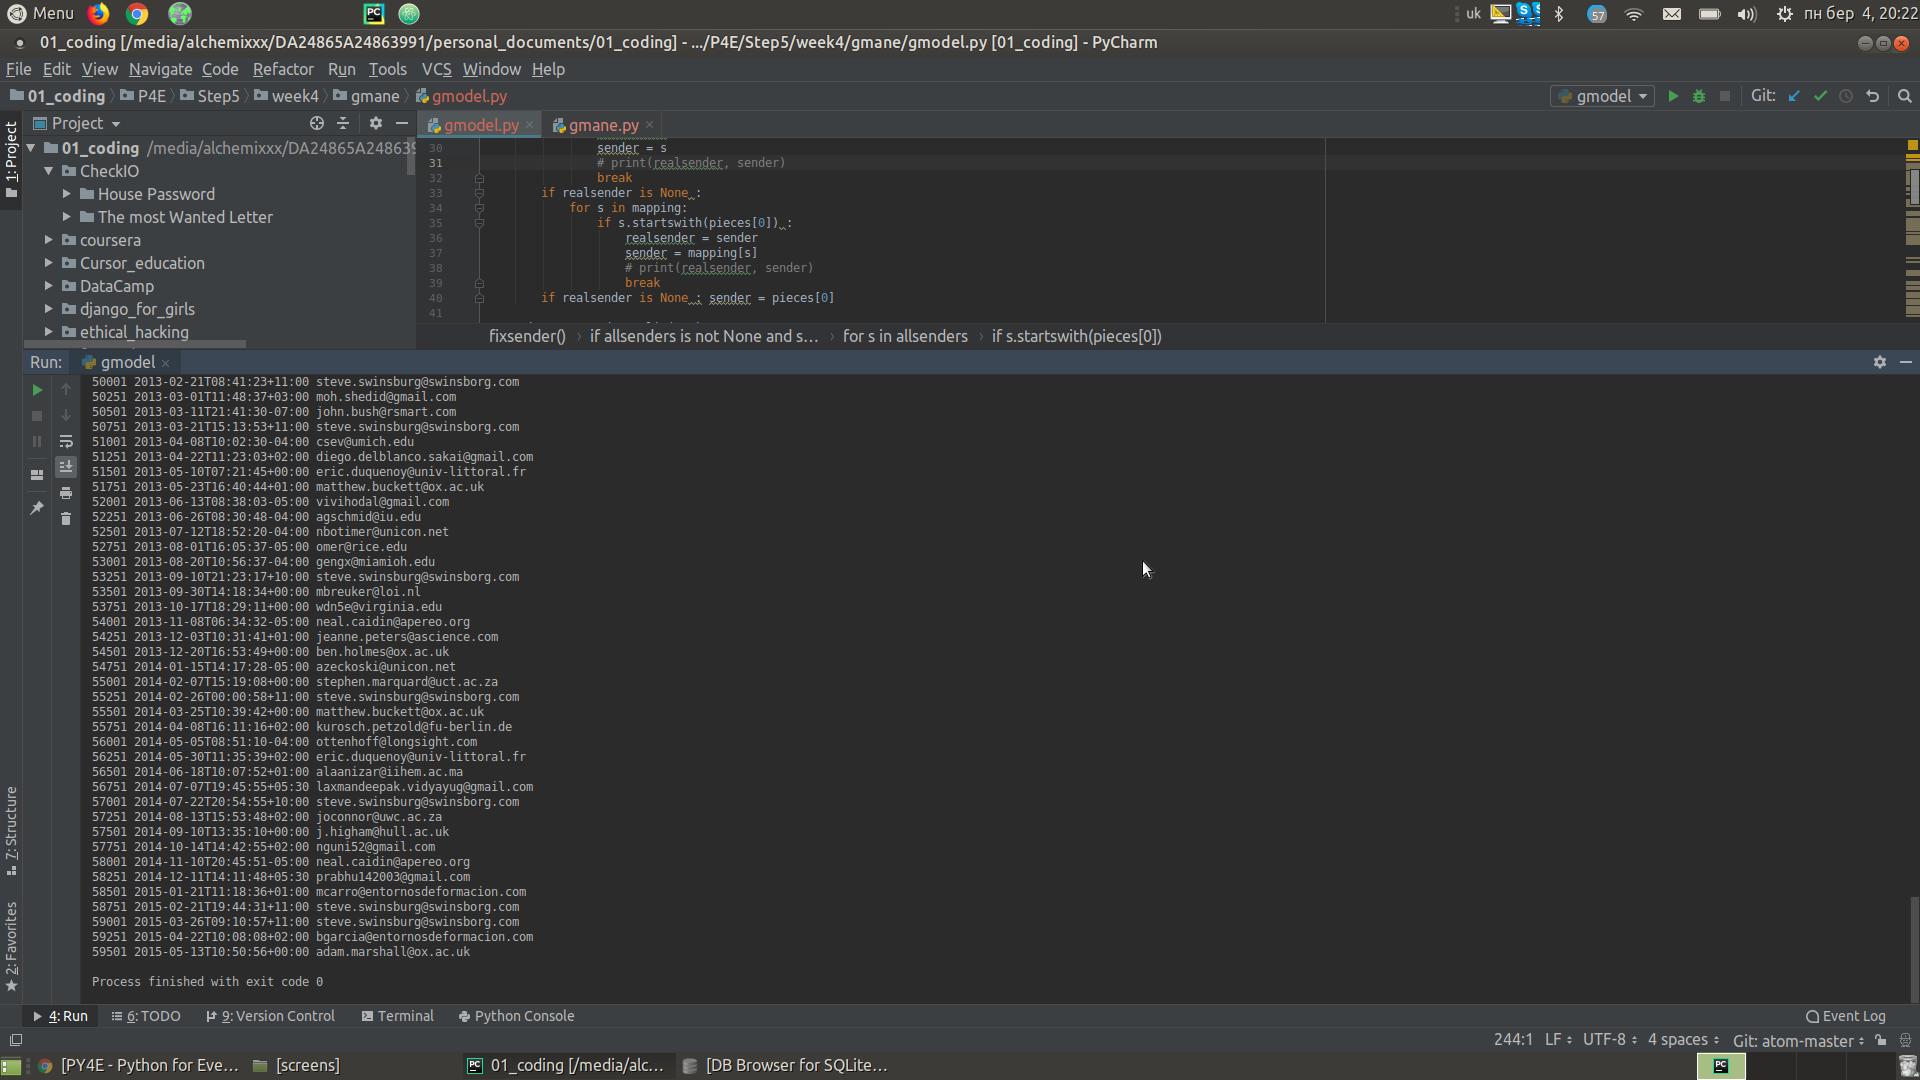 Menu
uk
57
пн бер 4, 20:22
01_coding [/media/alchemixxx/DA24865A24863991/personal_documents/01_coding] - .../P4E/Step5/week4/gmane/gmodel.py [01_coding] - PyCharm
File Edit View Navigate Code Refactor Run Tools VCS Window Help
01_coding P4E Step5 week4 gmane gmodel.py
gmodel
Git:
Project
gmodel.py
gmane.py
1: Project
01_coding /media/alchemixxx/DA24865A24863
CheckIO
House Password
The most Wanted Letter
coursera
Cursor_education
DataCamp
django_for_girls
ethical_hacking
30 sender = s
31 # print(realsender, sender)
32 break
33 if realsender is None :
34 for s in mapping:
35 if s.startswith(pieces[0]) :
36 realsender = sender
37 sender = mapping[s]
38 # print(realsender, sender)
39 break
40 if realsender is None : sender = pieces[0]
41
fixsender() › if allsenders is not None and s... › for s in allsenders › if s.startswith(pieces[0])
Run: gmodel
50001 2013-02-21T08:41:23+11:00 steve.swinsburg@swinsborg.com
50251 2013-03-01T11:48:37+03:00 moh.shedid@gmail.com
50501 2013-03-11T21:41:30-07:00 john.bush@rsmart.com
50751 2013-03-21T15:13:53+11:00 steve.swinsburg@swinsborg.com
51001 2013-04-08T10:02:30-04:00 csev@umich.edu
51251 2013-04-22T11:23:03+02:00 diego.delblanco.sakai@gmail.com
51501 2013-05-10T07:21:45+00:00 eric.duquenoy@univ-littoral.fr
51751 2013-05-23T16:40:44+01:00 matthew.buckett@ox.ac.uk
52001 2013-06-13T08:38:03-05:00 vivihodal@gmail.com
52251 2013-06-26T08:30:48-04:00 agschmid@iu.edu
52501 2013-07-12T18:52:20-04:00 nbotimer@unicon.net
52751 2013-08-01T16:05:37-05:00 omer@rice.edu
53001 2013-08-20T10:56:37-04:00 gengx@miamioh.edu
53251 2013-09-10T21:23:17+10:00 steve.swinsburg@swinsborg.com
53501 2013-09-30T14:18:34+00:00 mbreuker@loi.nl
53751 2013-10-17T18:29:11+00:00 wdn5e@virginia.edu
54001 2013-11-08T06:34:32-05:00 neal.caidin@apereo.org
54251 2013-12-03T10:31:41+01:00 jeanne.peters@ascience.com
54501 2013-12-20T16:53:49+00:00 ben.holmes@ox.ac.uk
54751 2014-01-15T14:17:28-05:00 azeckoski@unicon.net
55001 2014-02-07T15:19:08+00:00 stephen.marquard@uct.ac.za
55251 2014-02-26T00:00:58+11:00 steve.swinsburg@swinsborg.com
55501 2014-03-25T10:39:42+00:00 matthew.buckett@ox.ac.uk
55751 2014-04-08T16:11:16+02:00 kurosch.petzold@fu-berlin.de
56001 2014-05-05T08:51:10-04:00 ottenhoff@longsight.com
56251 2014-05-30T11:35:39+02:00 eric.duquenoy@univ-littoral.fr
56501 2014-06-18T10:07:52+01:00 alaanizar@iihem.ac.ma
56751 2014-07-07T19:45:55+05:30 laxmandeepak.vidyayug@gmail.com
57001 2014-07-22T20:54:55+10:00 steve.swinsburg@swinsborg.com
57251 2014-08-13T15:53:48+02:00 joconnor@uwc.ac.za
57501 2014-09-10T13:35:10+00:00 j.higham@hull.ac.uk
57751 2014-10-14T14:42:55+02:00 nguni52@gmail.com
58001 2014-11-10T20:45:51-05:00 neal.caidin@apereo.org
58251 2014-12-11T14:11:48+05:30 prabhu142003@gmail.com
58501 2015-01-21T11:18:36+01:00 mcarro@entornosdeformacion.com
58751 2015-02-21T19:44:31+11:00 steve.swinsburg@swinsborg.com
59001 2015-03-26T09:10:57+11:00 steve.swinsburg@swinsborg.com
59251 2015-04-22T10:08:08+02:00 bgarcia@entornosdeformacion.com
59501 2015-05-13T10:50:56+00:00 adam.marshall@ox.ac.uk
Process finished with exit code 0
7: Structure
2: Favorites
4: Run 6: TODO 9: Version Control Terminal Python Console Event Log
244:1 LF UTF-8 4 spaces Git: atom-master
[PY4E - Python for Eve... [screens] 01_coding [/media/alc... [DB Browser for SQLite...